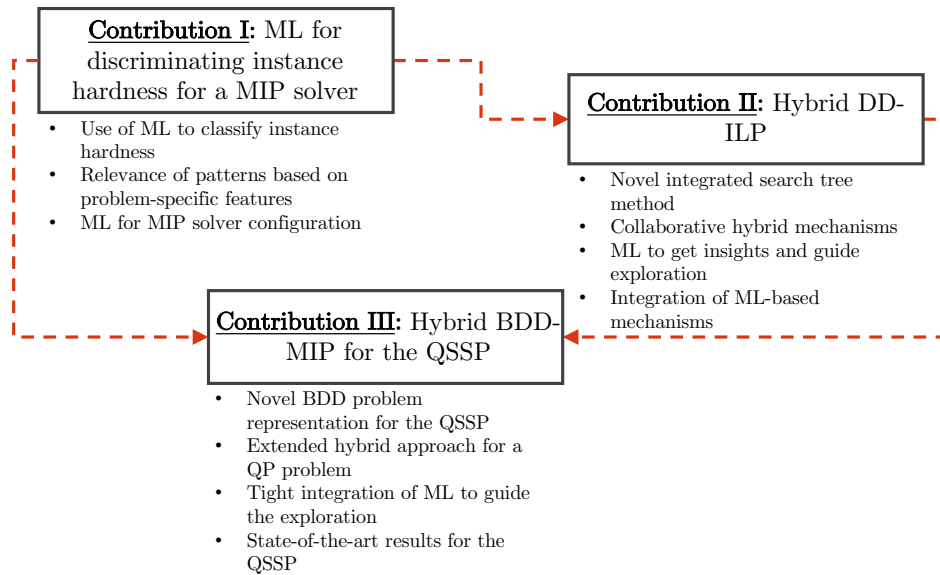 Contribution I: ML for
discriminating instance
hardness for a MIP solver
• Use of ML to classify instance
hardness
• Relevance of patterns based on
problem-specific features
• ML for MIP solver configuration
Contribution II: Hybrid DD-
ILP
• Novel integrated search tree
method
• Collaborative hybrid mechanisms
• ML to get insights and guide
exploration
• Integration of ML-based
mechanisms
Contribution III: Hybrid BDD-
MIP for the QSSP
• Novel BDD problem
representation for the QSSP
• Extended hybrid approach for a
QP problem
• Tight integration of ML to guide
the exploration
• State-of-the-art results for the
QSSP